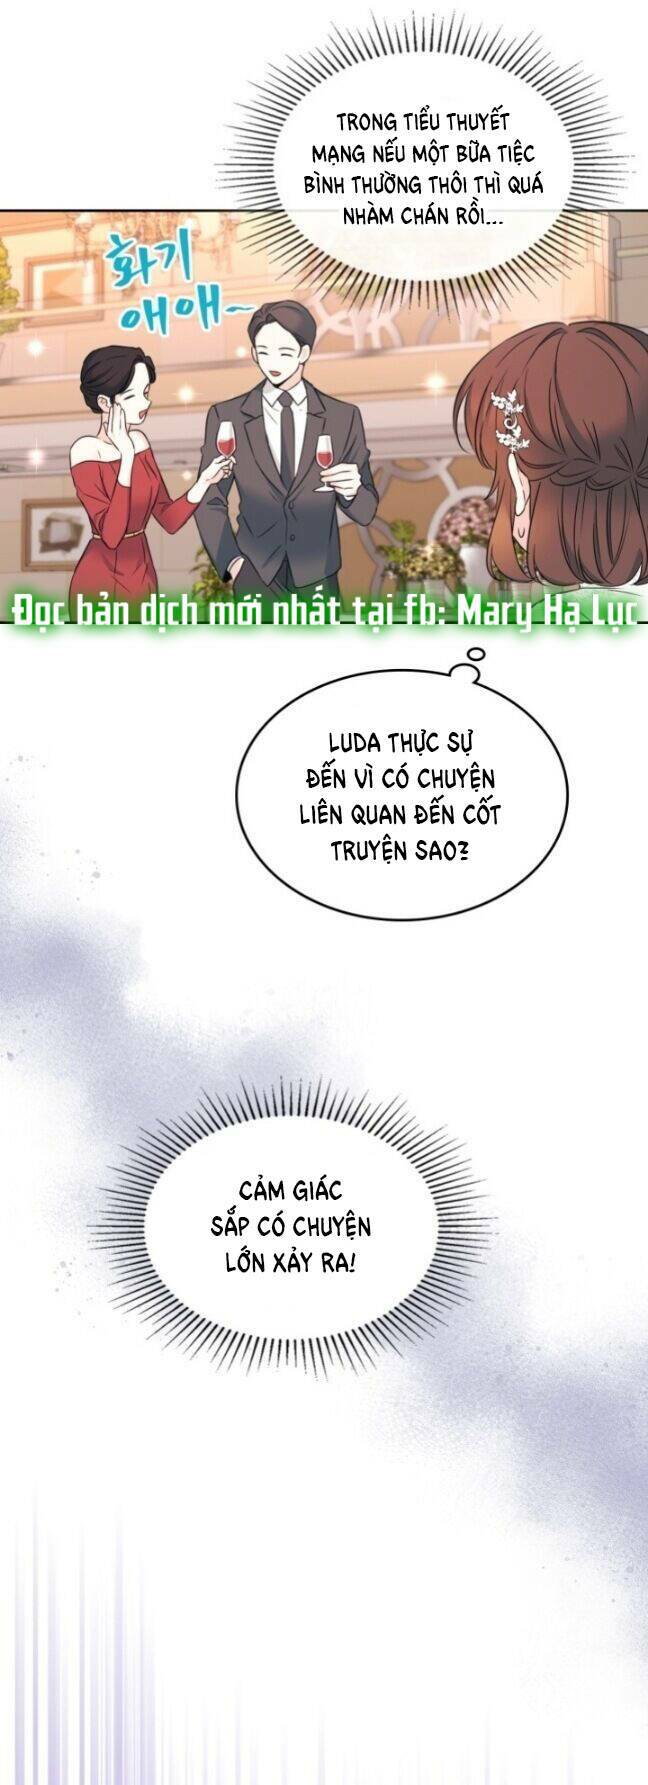 TRONG TIỂU THUYẾT
MẠNG NẾU MỘT BỮA TIỆC
BÌNH THƯỜNG THÔI THÌ QUÁ
NHÀM CHÁN RỒI...
화기
애애~
Đọc bản dịch mới nhất tại fb: Mary Hạ Lục
LUDA THỰC SỰ
ĐẾN VÌ CÓ CHUYỆN
LIÊN QUAN ĐẾN CỐT
TRUYỆN SAO?
CẢM GIÁC
SẮP CÓ CHUYỆN
LỚN XẢY RA!